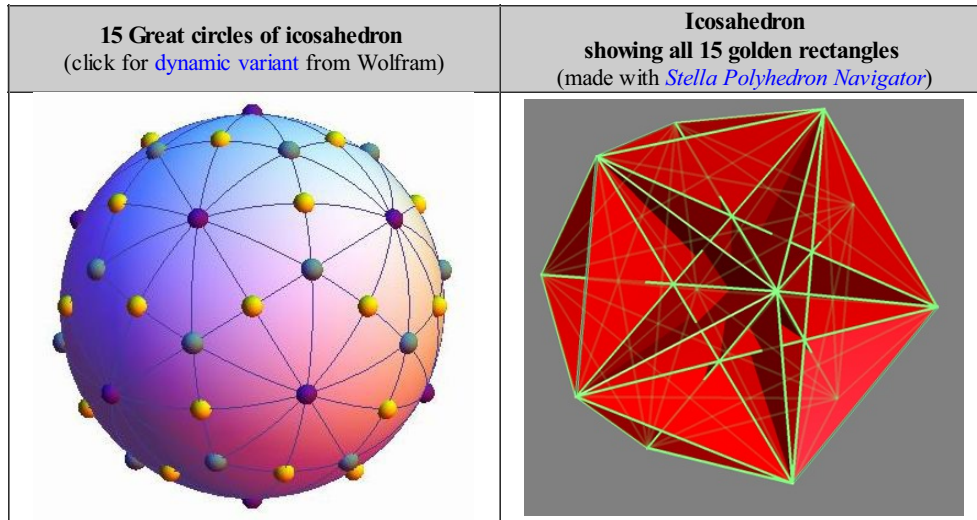 15 Great circles of icosahedron
(click for dynamic variant from Wolfram)
Icosahedron
showing all 15 golden rectangles
(made with Stella Polyhedron Navigator)